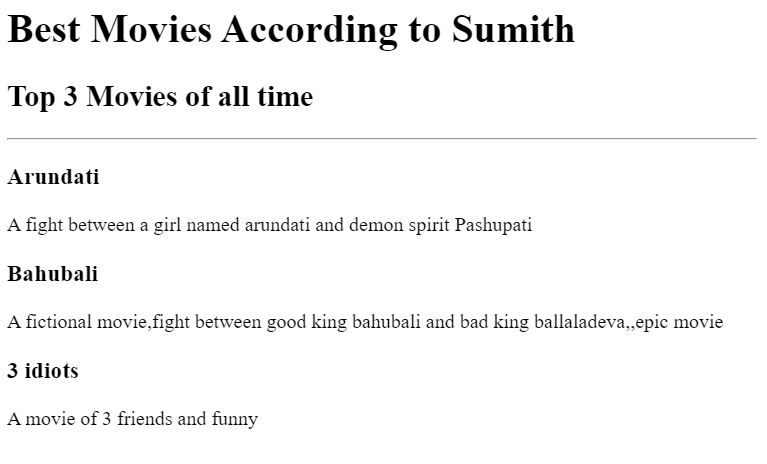 Best Movies According to Sumith
Top 3 Movies of all time
Arundati
A fight between a girl named arundati and demon spirit Pashupati
Bahubali
A fictional movie,fight between good king bahubali and bad king ballaladeva,,epic movie
3 idiots
A movie of 3 friends and funny